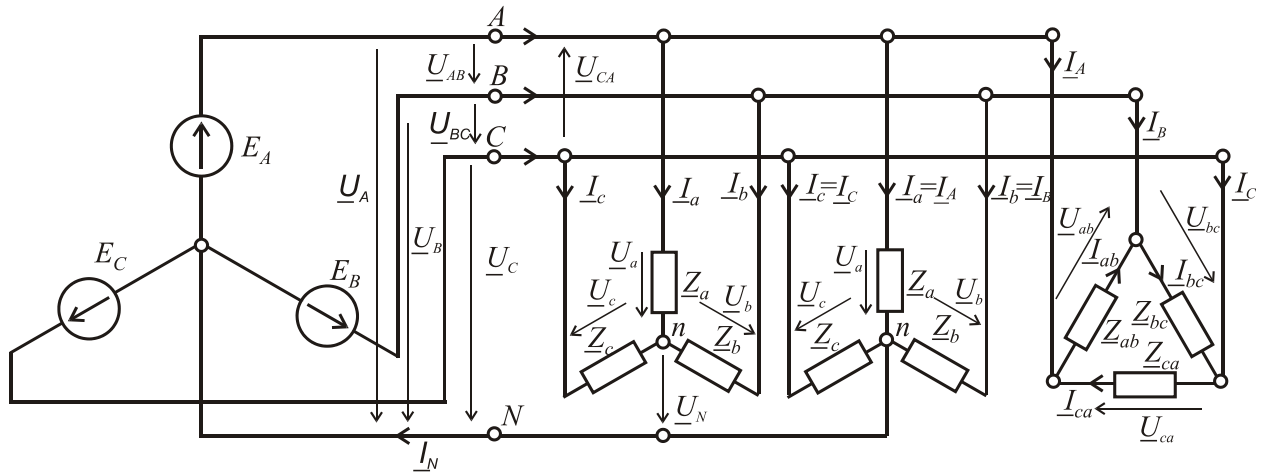 A
U_AB
U_CA
I_A
B
E_A
U_BC
C
I_B
U_A
I_c
I_a
I_b
I_c=I_C
I_a=I_A
I_b=I_B
I_C
U_B
U_C
E_C
E_B
U_a
U_c
Z_a
U_b
Z_c
n
Z_b
U_a
U_c
Z_a
U_b
Z_c
n
Z_b
U_ab
U_bc
I_ab
I_bc
Z_ab
Z_bc
Z_ca
N
U_N
I_N
I_ca
U_ca